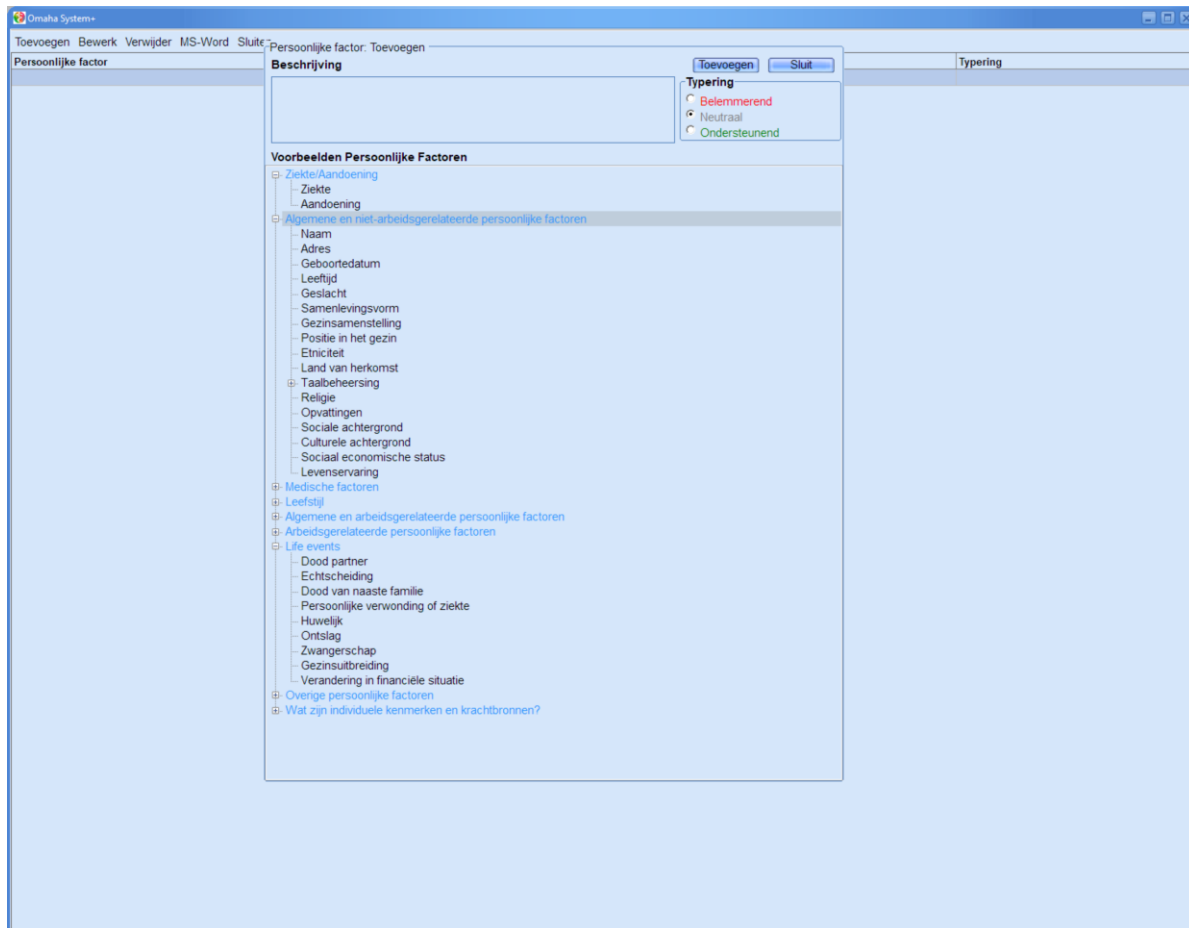 Omaha System+
Toevoegen Bewerk Verwijder MS-Word
Persoonlijke factor
Typering
Persoonlijke factor: Toevoegen
Beschrijving
Toevoegen Sluit
Typering
Belemmerend
Neutraal
Ondersteunend
Voorbeelden Persoonlijke Factoren
Ziekte/Aandoening
Ziekte
Aandoening
Algemene en niet-arbeidsgerelateerde persoonlijke factoren
Naam
Adres
Geboortedatum
Leeftijd
Geslacht
Samenlevingsvorm
Gezinsamenstelling
Positie in het gezin
Etniciteit
Land van herkomst
Taalbeheersing
Religie
Opvattingen
Sociale achtergrond
Culturele achtergrond
Sociaal economische status
Levenservaring
Medische factoren
Leefstijl
Algemene en arbeidsgerelateerde persoonlijke factoren
Arbeidsgerelateerde persoonlijke factoren
Life events
Dood partner
Echtscheiding
Dood van naaste familie
Persoonlijke verwonding of ziekte
Huwelijk
Ontslag
Zwangerschap
Gezinsuitbreiding
Verandering in financiële situatie
Overige persoonlijke factoren
Wat zijn individuele kenmerken en krachtbronnen?